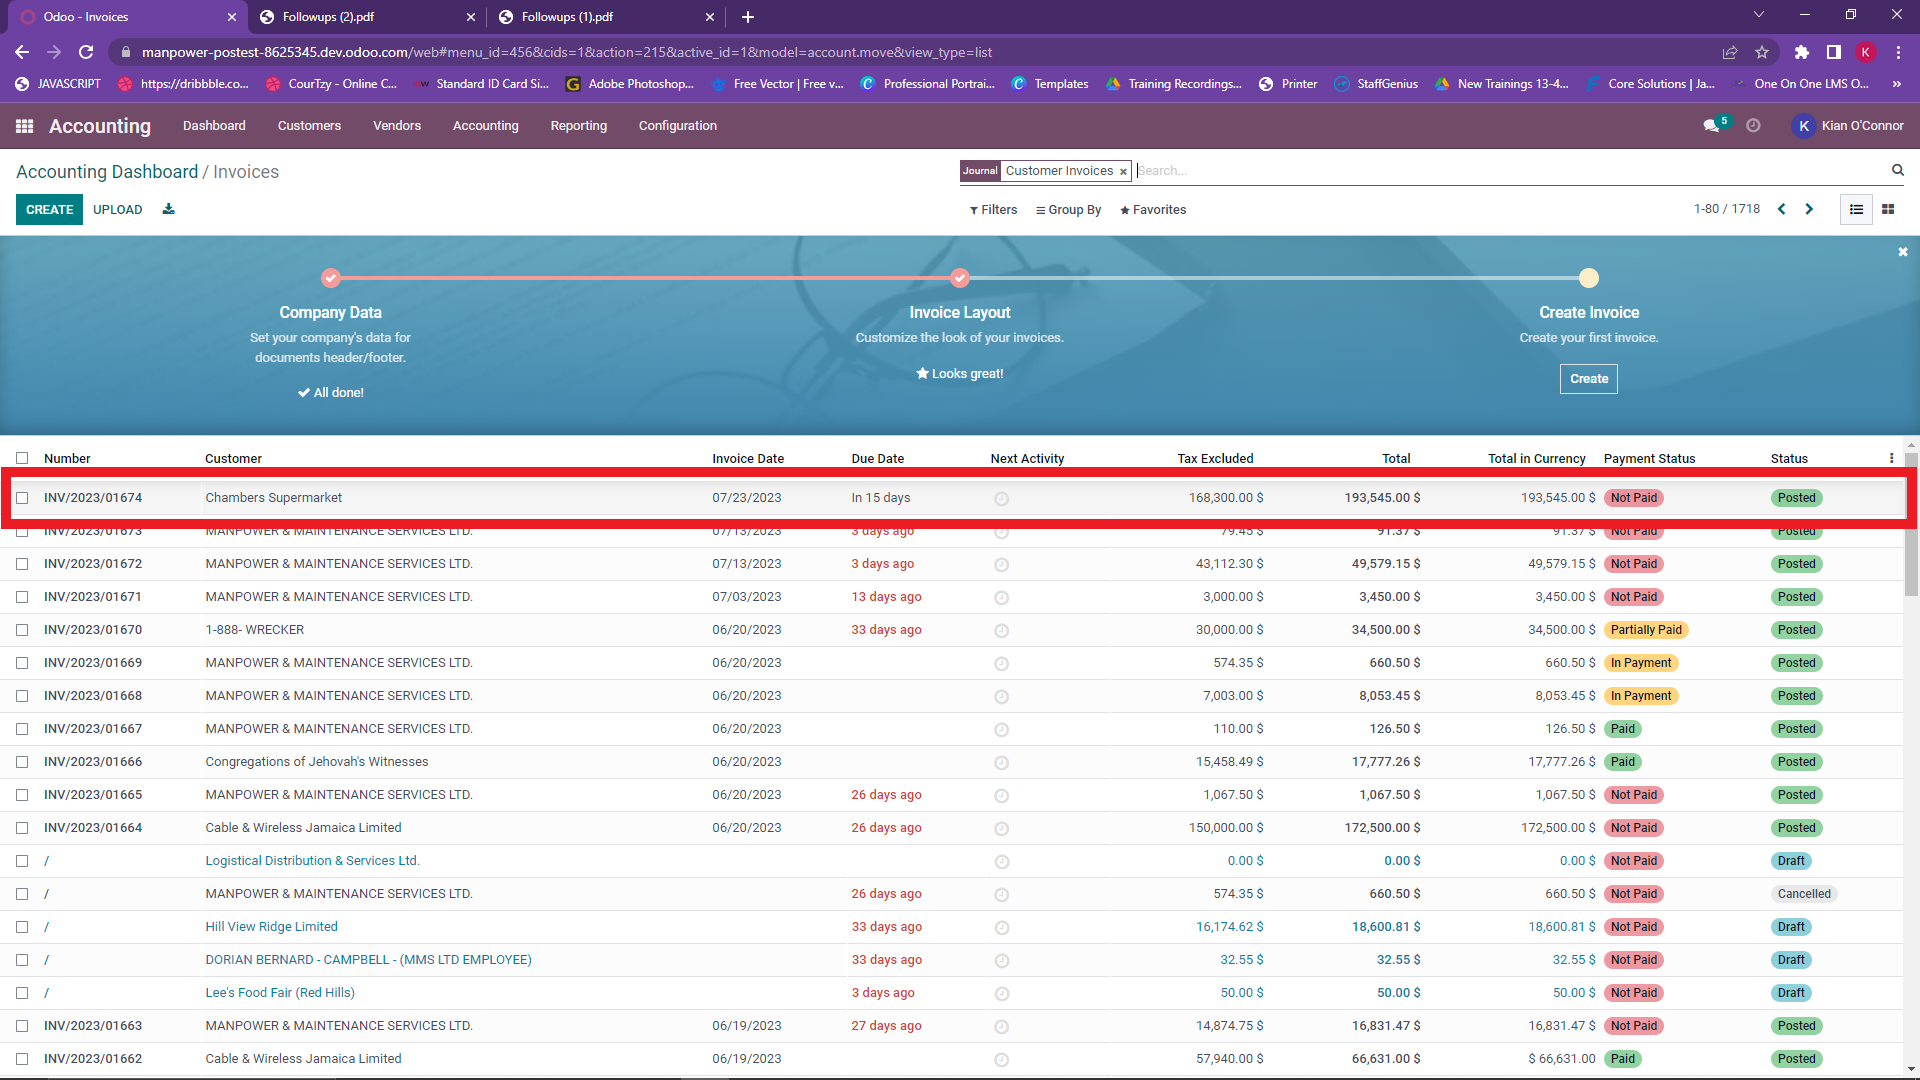 Odoo - Invoices
Followups (2).pdf
Followups (1).pdf
manpower-postest-8625345.dev.odoo.com/web#menu_id=456&cids=1&action=215&active_id=1&model=account.move&view_type=list
K
JAVASCRIPT https://dribbble.co... CourTzy - Online C... Standard ID Card Si... Adobe Photoshop... Free Vector | Free v... Professional Portrai... Templates Training Recordings... Printer StaffGenius New Trainings 13-4... Core Solutions | Ja... One On One LMS O... »
Accounting Dashboard Customers Vendors Accounting Reporting Configuration 5 K Kian O'Connor
Accounting Dashboard / Invoices
Journal Customer Invoices × Search...
CREATE UPLOAD
Filters Group By Favorites
1-80 / 1718
Company Data
Set your company's data for
documents header/footer.
All done!
Invoice Layout
Customize the look of your invoices.
Looks great!
Create Invoice
Create your first invoice.
Create
Number Customer Invoice Date Due Date Next Activity Tax Excluded Total Total in Currency Payment Status Status
INV/2023/01674 Chambers Supermarket 07/23/2023 In 15 days 168,300.00 $ 193,545.00 $ 193,545.00 $ Not Paid Posted
INV/2023/01673 MANPOWER & MAINTENANCE SERVICES LTD. 07/13/2023 3 days ago 79.45 $ 91.37 $ 91.37 $ Not Paid Posted
INV/2023/01672 MANPOWER & MAINTENANCE SERVICES LTD. 07/13/2023 3 days ago 43,112.30 $ 49,579.15 $ 49,579.15 $ Not Paid Posted
INV/2023/01671 MANPOWER & MAINTENANCE SERVICES LTD. 07/03/2023 13 days ago 3,000.00 $ 3,450.00 $ 3,450.00 $ Not Paid Posted
INV/2023/01670 1-888- WRECKER 06/20/2023 33 days ago 30,000.00 $ 34,500.00 $ 34,500.00 $ Partially Paid Posted
INV/2023/01669 MANPOWER & MAINTENANCE SERVICES LTD. 06/20/2023 574.35 $ 660.50 $ 660.50 $ In Payment Posted
INV/2023/01668 MANPOWER & MAINTENANCE SERVICES LTD. 06/20/2023 7,003.00 $ 8,053.45 $ 8,053.45 $ In Payment Posted
INV/2023/01667 MANPOWER & MAINTENANCE SERVICES LTD. 06/20/2023 110.00 $ 126.50 $ 126.50 $ Paid Posted
INV/2023/01666 Congregations of Jehovah's Witnesses 06/20/2023 15,458.49 $ 17,777.26 $ 17,777.26 $ Paid Posted
INV/2023/01665 MANPOWER & MAINTENANCE SERVICES LTD. 06/20/2023 26 days ago 1,067.50 $ 1,067.50 $ 1,067.50 $ Not Paid Posted
INV/2023/01664 Cable & Wireless Jamaica Limited 06/20/2023 26 days ago 150,000.00 $ 172,500.00 $ 172,500.00 $ Not Paid Posted
/ Logistical Distribution & Services Ltd. 0.00 $ 0.00 $ 0.00 $ Not Paid Draft
/ MANPOWER & MAINTENANCE SERVICES LTD. 26 days ago 574.35 $ 660.50 $ 660.50 $ Not Paid Cancelled
/ Hill View Ridge Limited 33 days ago 16,174.62 $ 18,600.81 $ 18,600.81 $ Not Paid Draft
/ DORIAN BERNARD - CAMPBELL - (MMS LTD EMPLOYEE) 33 days ago 32.55 $ 32.55 $ 32.55 $ Not Paid Draft
/ Lee's Food Fair (Red Hills) 3 days ago 50.00 $ 50.00 $ 50.00 $ Not Paid Draft
INV/2023/01663 MANPOWER & MAINTENANCE SERVICES LTD. 06/19/2023 27 days ago 14,874.75 $ 16,831.47 $ 16,831.47 $ Not Paid Posted
INV/2023/01662 Cable & Wireless Jamaica Limited 06/19/2023 57,940.00 $ 66,631.00 $ $ 66,631.00 Paid Posted